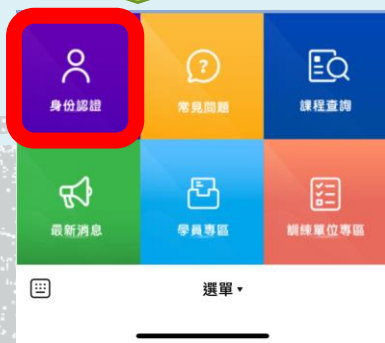 身份認證
常見問題
課程查詢
最新消息
學員專區
訓練單位專區
選單▼